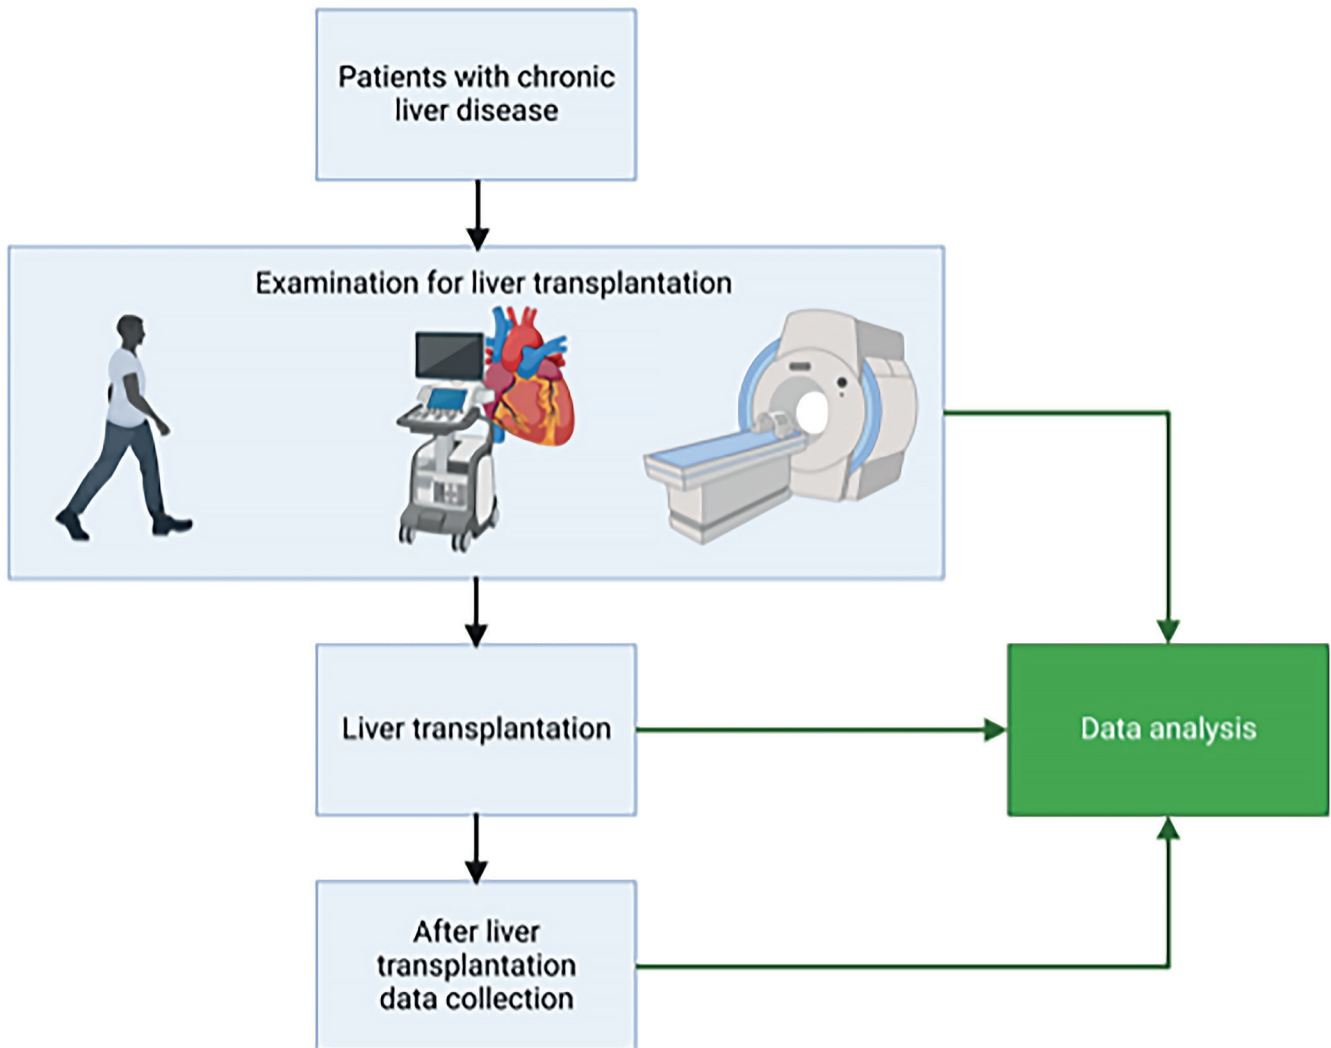 Patients with chronic
liver disease
Examination for liver transplantation
Liver transplantation
Data analysis
After liver
transplantation
data collection